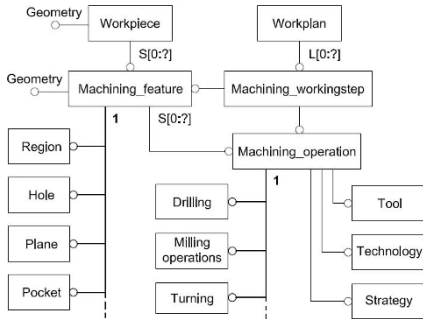 Geometry
Workpiece
Workplan
S[0:?]
L[0:?]
Geometry
Machining_feature
Machining_workingstep
1
S[0:?]
Machining_operation
Region
1
Hole
Drilling
Tool
Plane
Milling
operations
Technology
Pocket
Turning
Strategy